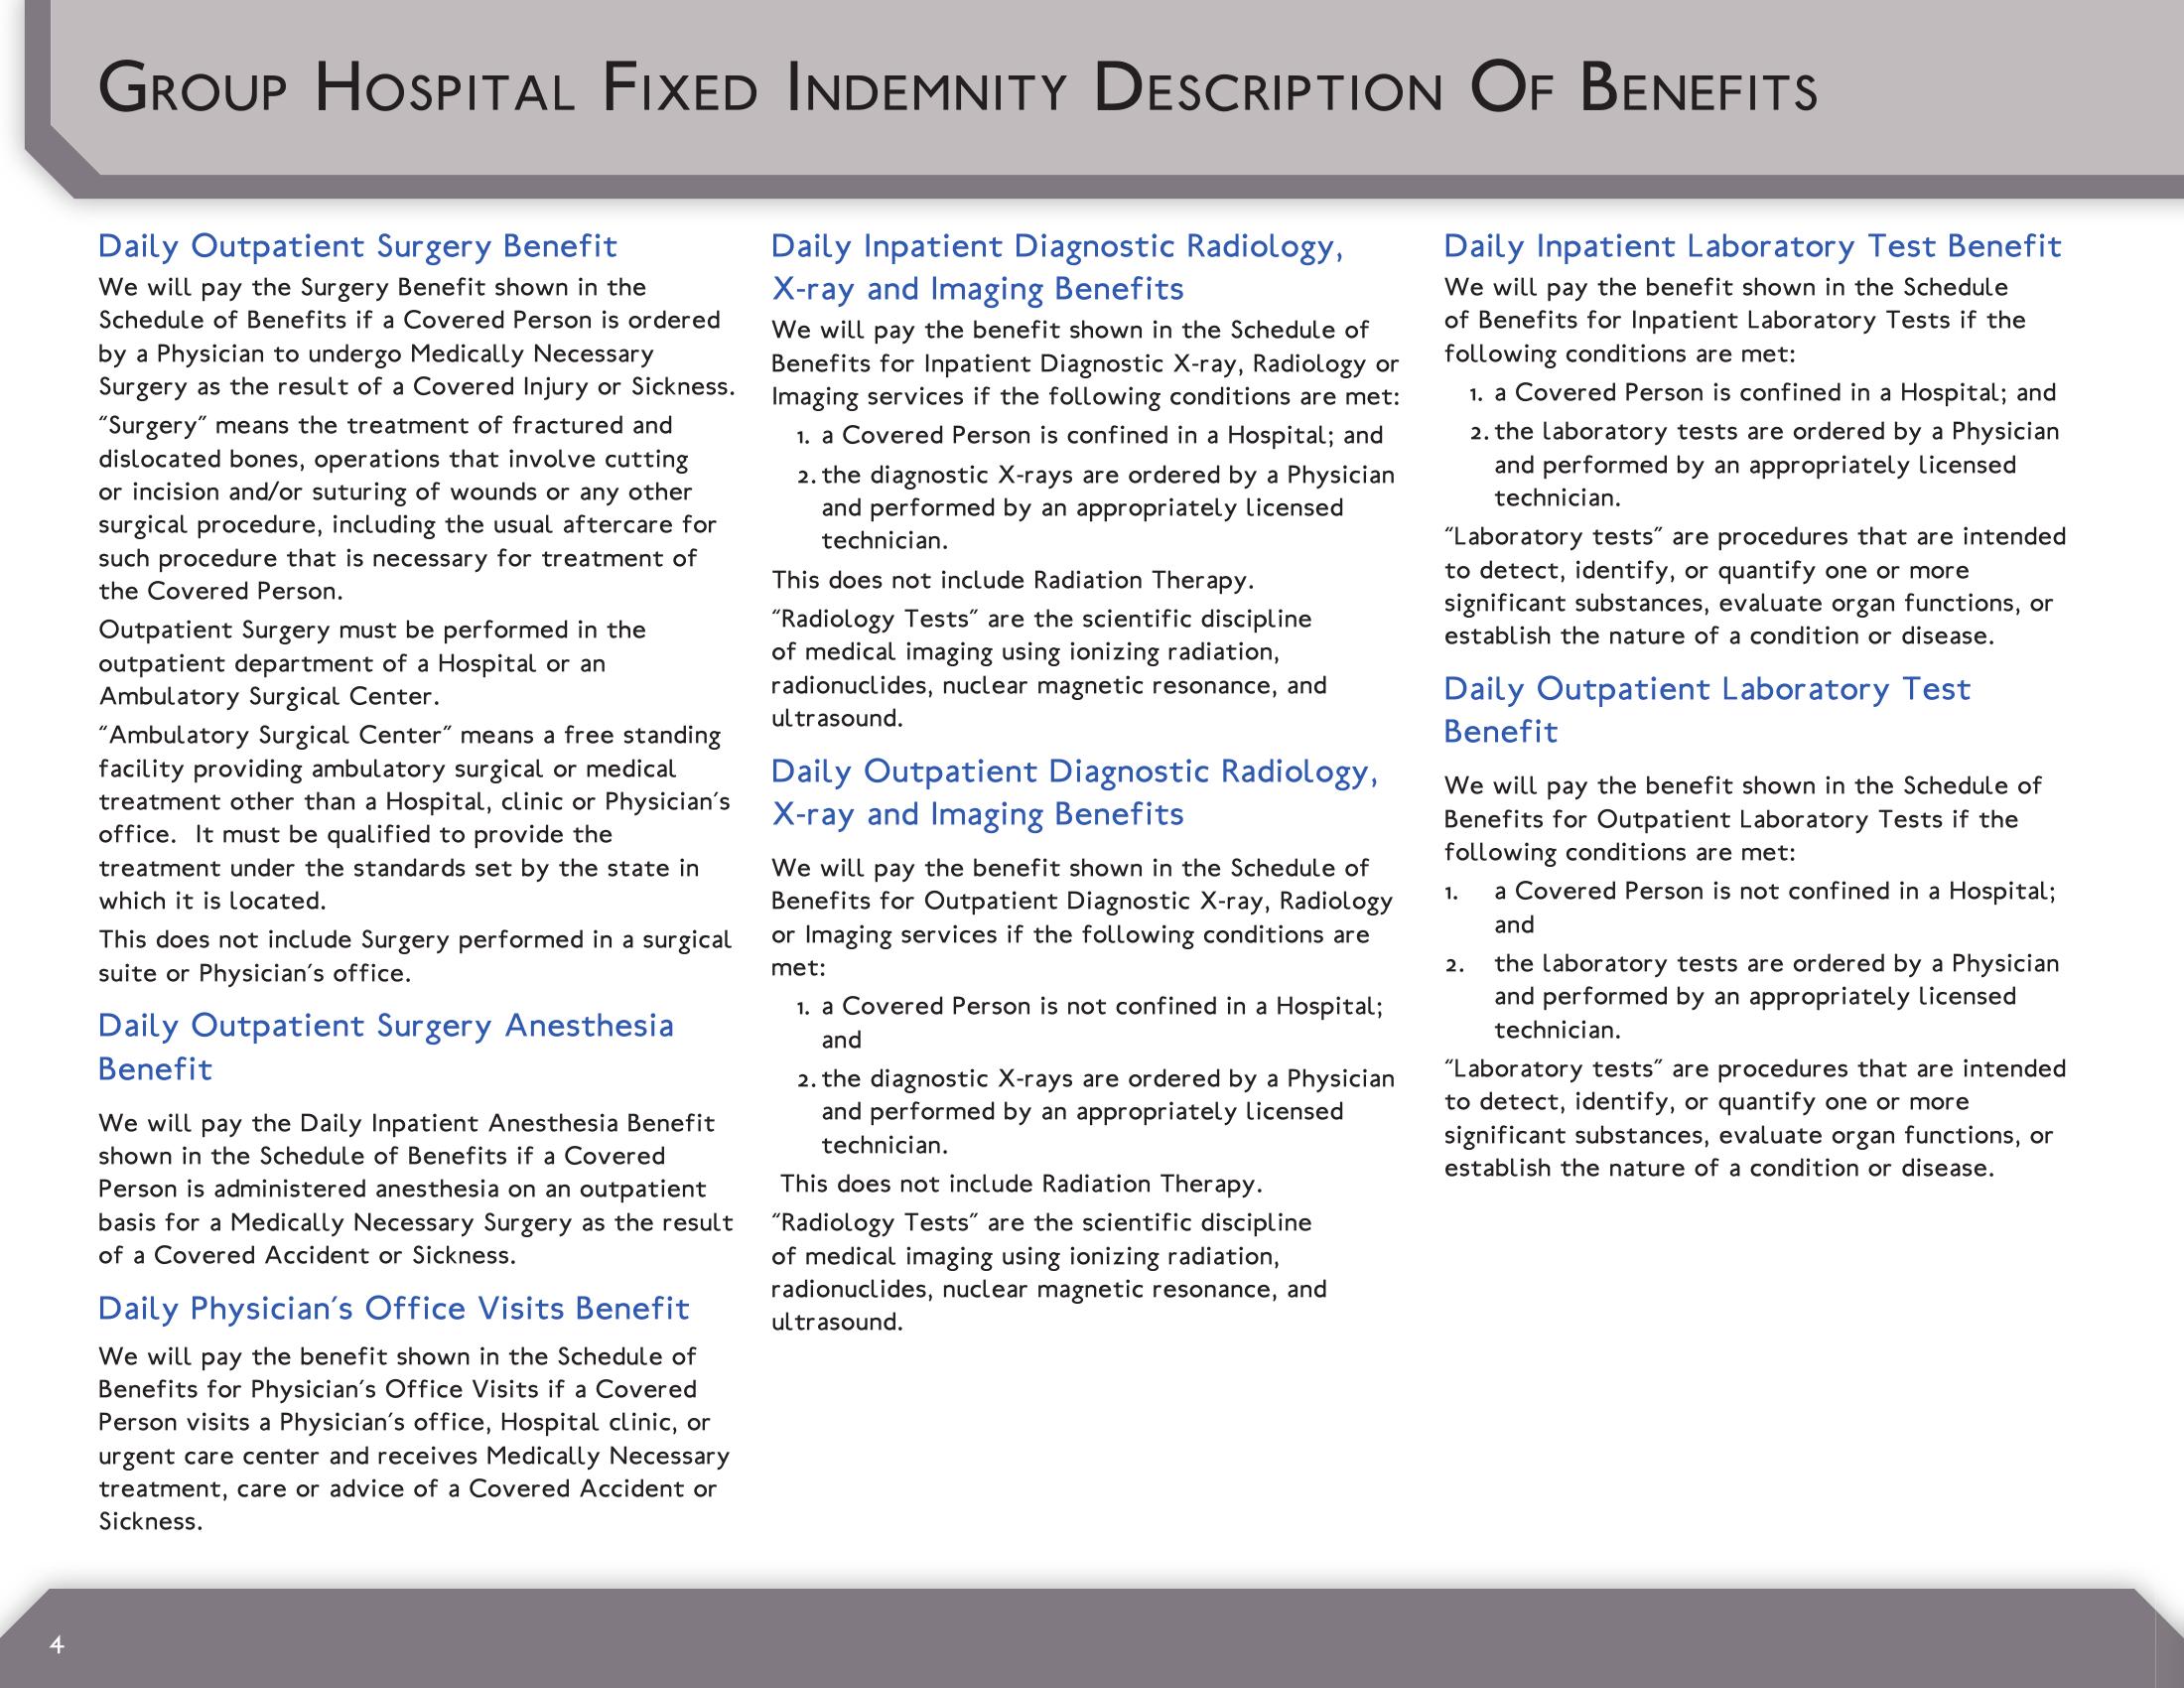 Group Hospital Fixed Indemnity Description Of Benefits
Daily Outpatient Surgery Benefit
We will pay the Surgery Benefit shown in the
Schedule of Benefits if a Covered Person is ordered
by a Physician to undergo Medically Necessary
Surgery as the result of a Covered Injury or Sickness.
“Surgery” means the treatment of fractured and
dislocated bones, operations that involve cutting
or incision and/or suturing of wounds or any other
surgical procedure, including the usual aftercare for
such procedure that is necessary for treatment of
the Covered Person.
Outpatient Surgery must be performed in the
outpatient department of a Hospital or an
Ambulatory Surgical Center.
“Ambulatory Surgical Center” means a free standing
facility providing ambulatory surgical or medical
treatment other than a Hospital, clinic or Physician’s
office.  It must be qualified to provide the
treatment under the standards set by the state in
which it is located.
This does not include Surgery performed in a surgical
suite or Physician’s office.
Daily Outpatient Surgery Anesthesia
Benefit
We will pay the Daily Inpatient Anesthesia Benefit
shown in the Schedule of Benefits if a Covered
Person is administered anesthesia on an outpatient
basis for a Medically Necessary Surgery as the result
of a Covered Accident or Sickness.
Daily Physician’s Office Visits Benefit
We will pay the benefit shown in the Schedule of
Benefits for Physician’s Office Visits if a Covered
Person visits a Physician’s office, Hospital clinic, or
urgent care center and receives Medically Necessary
treatment, care or advice of a Covered Accident or
Sickness.
Daily Inpatient Diagnostic Radiology,
X-ray and Imaging Benefits
We will pay the benefit shown in the Schedule of
Benefits for Inpatient Diagnostic X-ray, Radiology or
Imaging services if the following conditions are met:
1. a Covered Person is confined in a Hospital; and
2. the diagnostic X-rays are ordered by a Physician
and performed by an appropriately licensed
technician.
This does not include Radiation Therapy.
“Radiology Tests” are the scientific discipline
of medical imaging using ionizing radiation,
radionuclides, nuclear magnetic resonance, and
ultrasound.
Daily Outpatient Diagnostic Radiology,
X-ray and Imaging Benefits
We will pay the benefit shown in the Schedule of
Benefits for Outpatient Diagnostic X-ray, Radiology
or Imaging services if the following conditions are
met:
1. a Covered Person is not confined in a Hospital;
and
2. the diagnostic X-rays are ordered by a Physician
and performed by an appropriately licensed
technician.
This does not include Radiation Therapy.
“Radiology Tests” are the scientific discipline
of medical imaging using ionizing radiation,
radionuclides, nuclear magnetic resonance, and
ultrasound.
Daily Inpatient Laboratory Test Benefit
We will pay the benefit shown in the Schedule
of Benefits for Inpatient Laboratory Tests if the
following conditions are met:
1. a Covered Person is confined in a Hospital; and
2. the laboratory tests are ordered by a Physician
and performed by an appropriately licensed
technician.
“Laboratory tests” are procedures that are intended
to detect, identify, or quantify one or more
significant substances, evaluate organ functions, or
establish the nature of a condition or disease.
Daily Outpatient Laboratory Test
Benefit
We will pay the benefit shown in the Schedule of
Benefits for Outpatient Laboratory Tests if the
following conditions are met:
1. a Covered Person is not confined in a Hospital;
and
2. the laboratory tests are ordered by a Physician
and performed by an appropriately licensed
technician.
“Laboratory tests” are procedures that are intended
to detect, identify, or quantify one or more
significant substances, evaluate organ functions, or
establish the nature of a condition or disease.
4